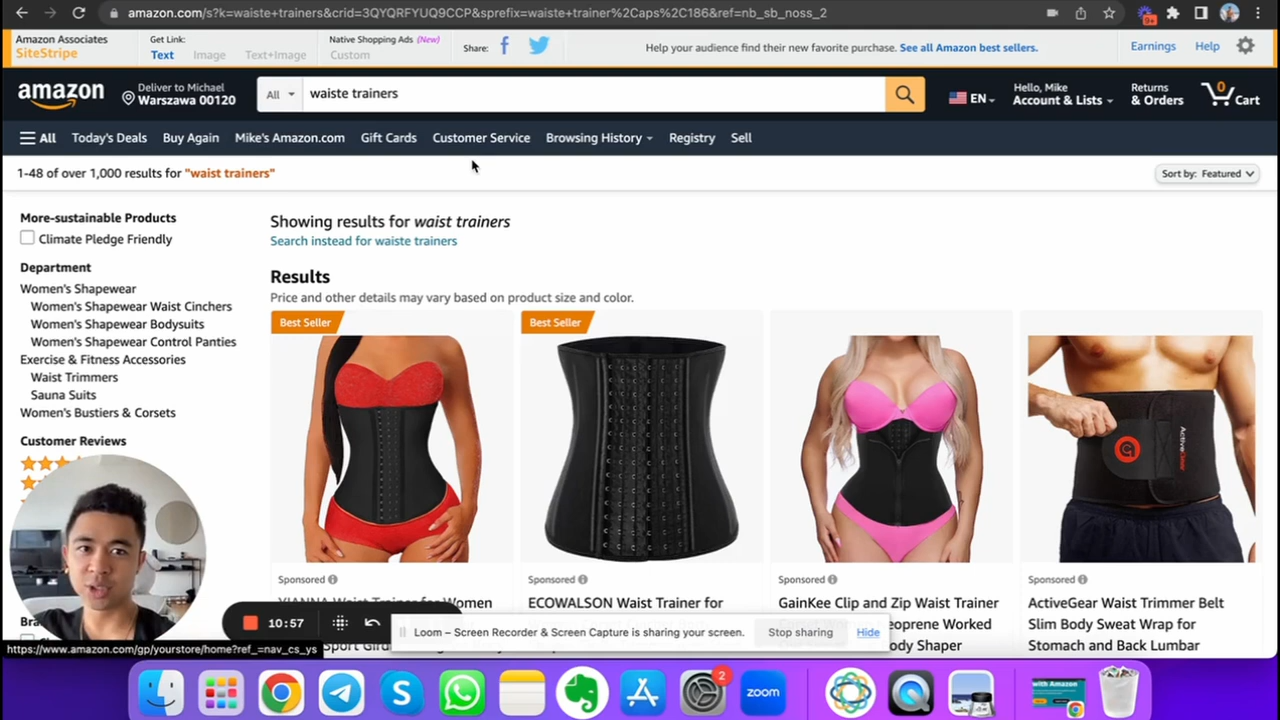 amazon.com/s?k=waiste+trainers&crid=3QYQRFYUQ9CCP&sprefix=waiste+trainer%2Caps%2C186&ref=nb_sb_noss_2
9+
Amazon Associates
SiteStripe
Get Link:
Text Image Text+Image
Native Shopping Ads (New)
Custom
Share:
Help your audience find their new favorite purchase. See all Amazon best sellers.
Earnings Help
amazon
Deliver to Michael
Warszawa 00120
All
waiste trainers
EN
Hello, Mike
Account & Lists
Returns
& Orders
0
Cart
All Today's Deals Buy Again Mike's Amazon.com Gift Cards Customer Service Browsing History Registry Sell
1-48 of over 1,000 results for "waist trainers"
Sort by: Featured
More-sustainable Products
Climate Pledge Friendly
Department
Women's Shapewear
Women's Shapewear Waist Cinchers
Women's Shapewear Bodysuits
Women's Shapewear Control Panties
Exercise & Fitness Accessories
Waist Trimmers
Sauna Suits
Women's Bustiers & Corsets
Customer Reviews
Showing results for waist trainers
Search instead for waiste trainers
Results
Price and other details may vary based on product size and color.
Best Seller
Best Seller
ActiveGear
Sponsored
Sponsored
Sponsored
Sponsored
YIANNA Waist Trainer for Women
Sport
ECOWALSON Waist Trainer for
GainKee Clip and Zip Waist Trainer
Neoprene Worked
Body Shaper
ActiveGear Waist Trimmer Belt
Slim Body Sweat Wrap for
Stomach and Back Lumbar
10:57
Loom – Screen Recorder & Screen Capture is sharing your screen.
Stop sharing
Hide
https://www.amazon.com/gp/yourstore/home?ref_=nav_cs_ys
2
zoom
with Amazon